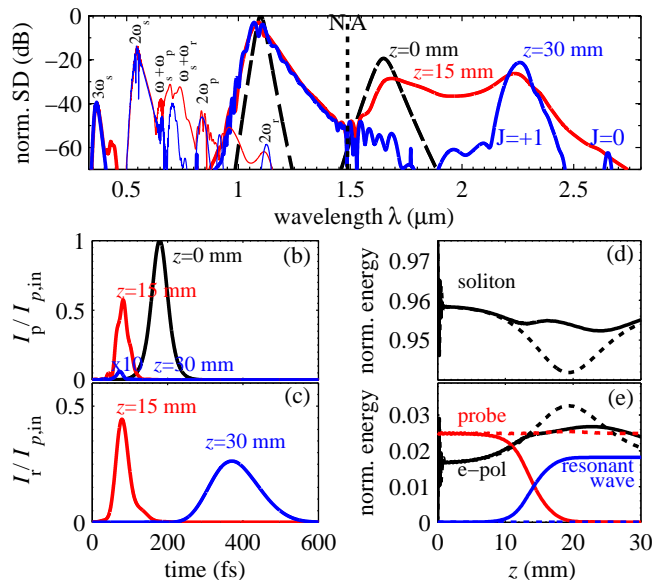 0
−20
−40
−60
norm. SD (dB)
3ω_s
2ω_s
ω_s+ω_p
ω_s+ω_r
2ω_p
2ω_r
N A
z=0 mm
z=15 mm
z=30 mm
J=+1
J=0
0.5
1.0
1.5
2.0
2.5
wavelength λ (μm)
1
0.5
0
I_p/I_{p,in}
(b)
z=0 mm
z=15 mm
x10
z=30 mm
0.5
0
I_r/I_{p,in}
(c)
z=15 mm
z=30 mm
0
200
400
600
time (fs)
0.97
0.96
0.95
norm. energy
(d)
soliton
0.03
0.02
0.01
0
norm. energy
(e)
probe
e−pol
resonant
wave
0
10
20
30
z (mm)